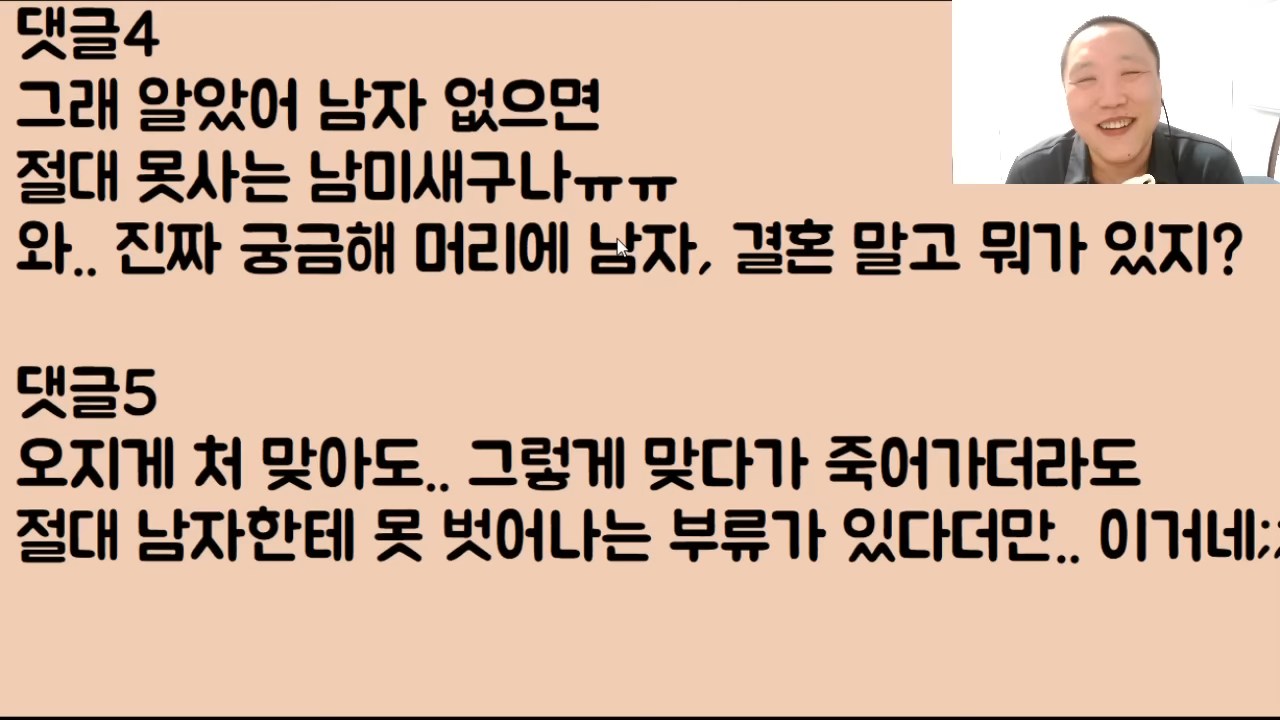 댓글4
그래 알았어 남자 없으면
절대 못사는 남미새구나ㅠㅠ
와.. 진짜 궁금해 머리에 남자, 결혼 말고 뭐가 있지?
댓글5
오지게 처 맞아도.. 그렇게 맞다가 죽어가더라도
절대 남자한테 못 벗어나는 부류가 있다더만.. 이거네;;